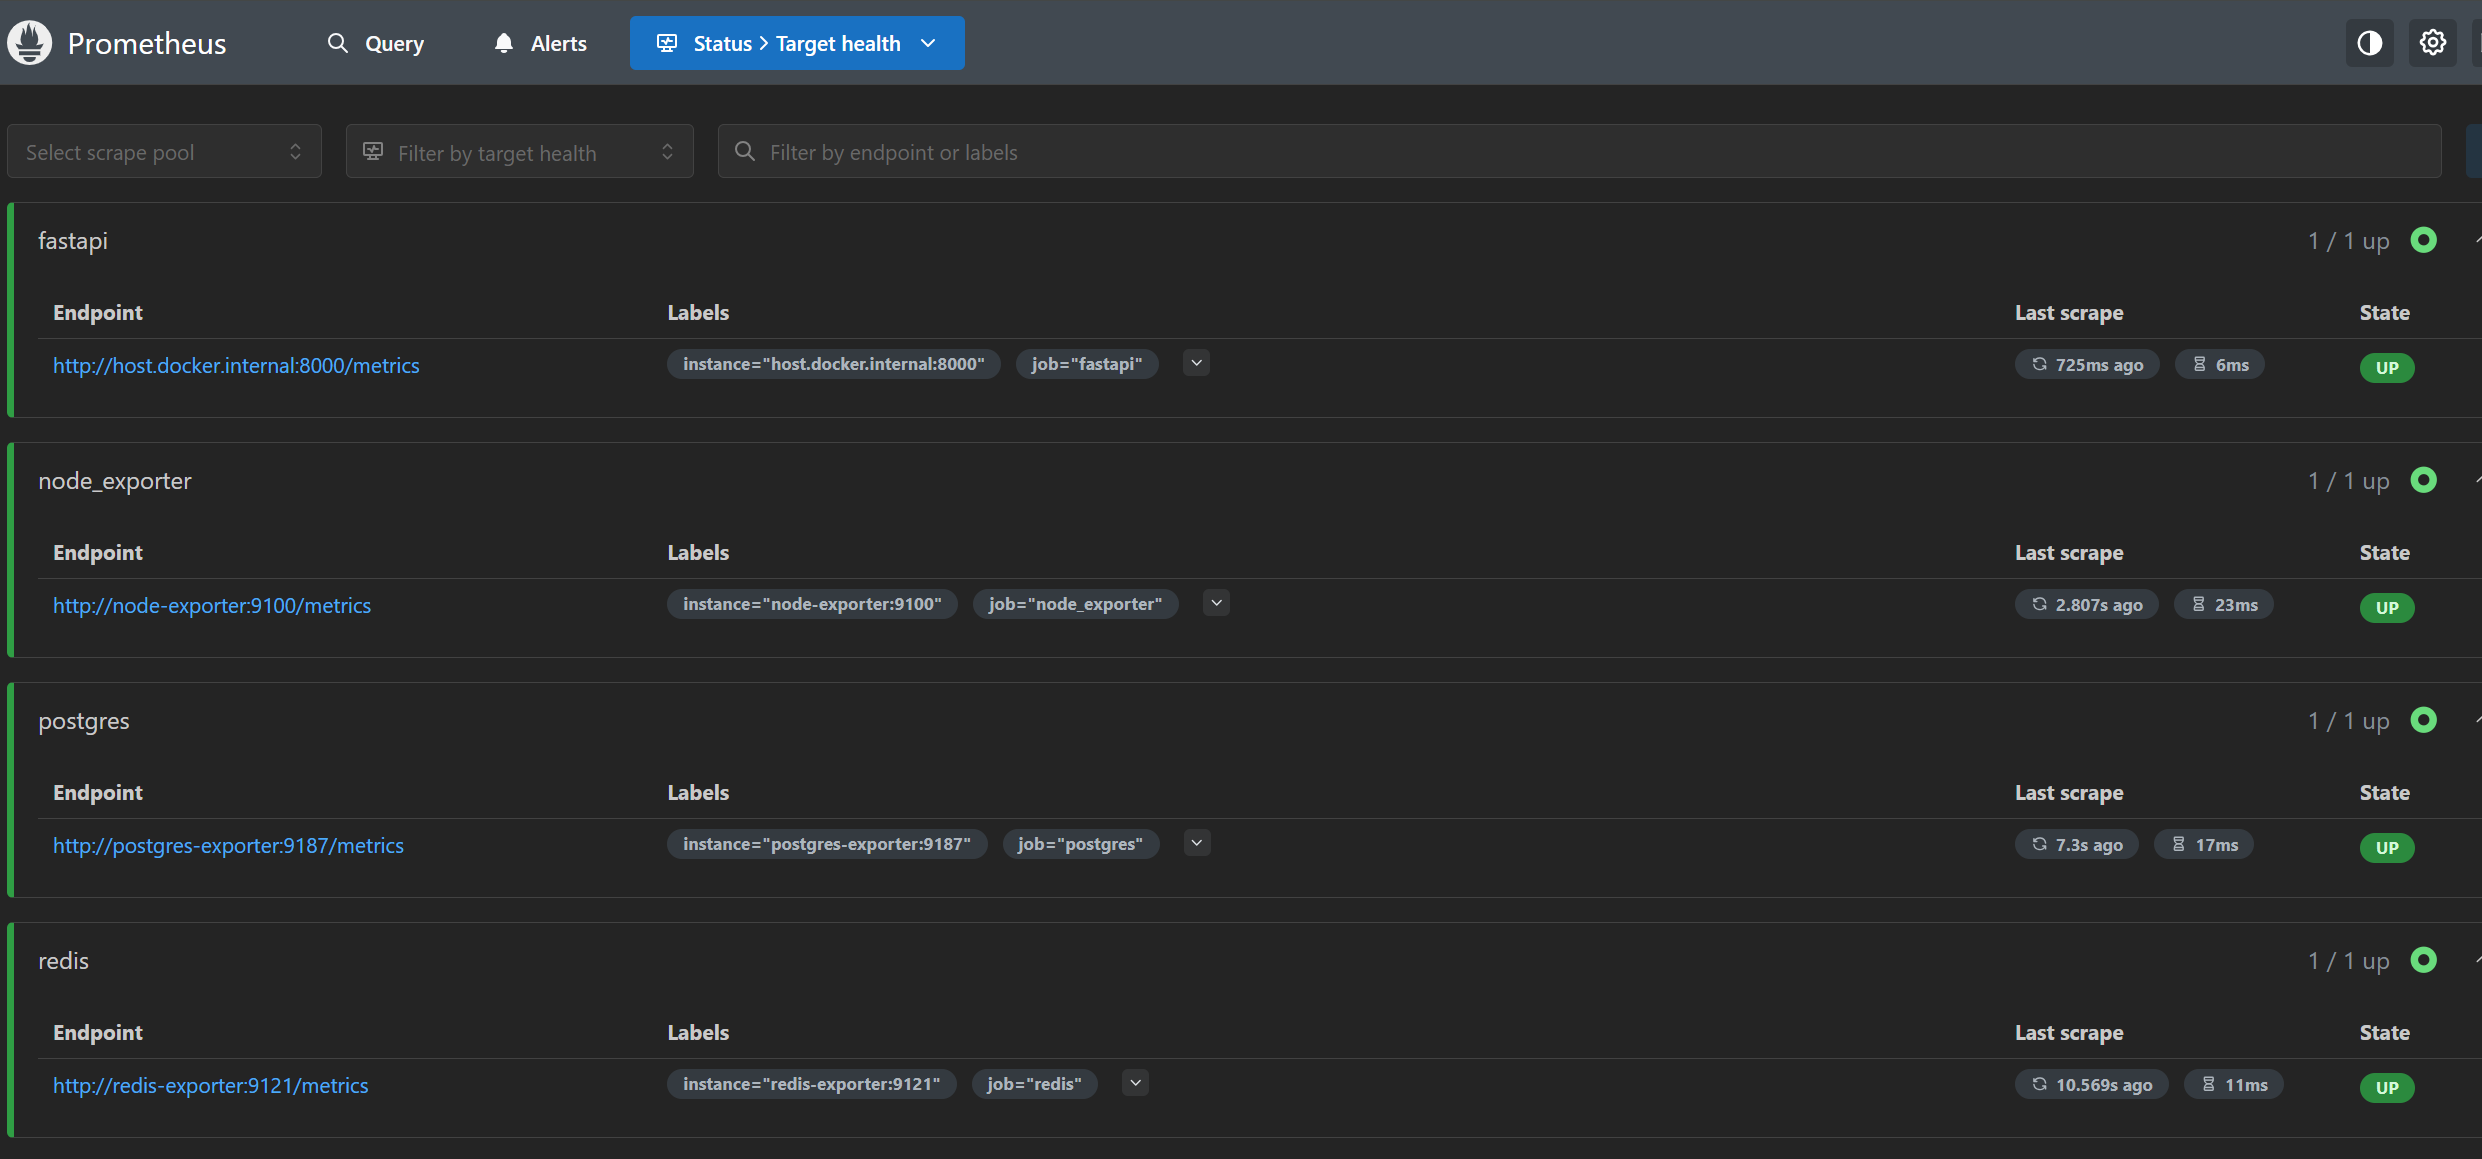 Prometheus Query Alerts Status > Target health
Select scrape pool Filter by target health Filter by endpoint or labels
fastapi 1 / 1 up
Endpoint Labels Last scrape State
http://host.docker.internal:8000/metrics instance="host.docker.internal:8000" job="fastapi" 725ms ago 6ms UP
node_exporter 1 / 1 up
Endpoint Labels Last scrape State
http://node-exporter:9100/metrics instance="node-exporter:9100" job="node_exporter" 2.807s ago 23ms UP
postgres 1 / 1 up
Endpoint Labels Last scrape State
http://postgres-exporter:9187/metrics instance="postgres-exporter:9187" job="postgres" 7.3s ago 17ms UP
redis 1 / 1 up
Endpoint Labels Last scrape State
http://redis-exporter:9121/metrics instance="redis-exporter:9121" job="redis" 10.569s ago 11ms UP